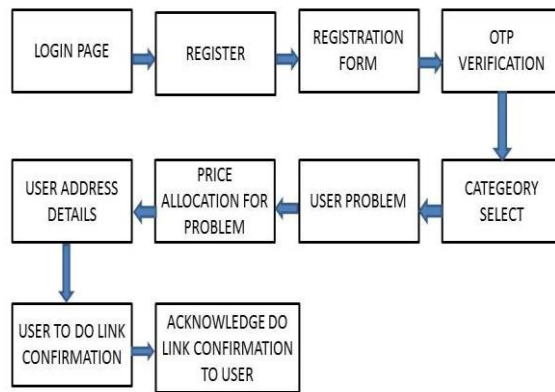 LOGIN PAGE
REGISTER
REGISTRATION
FORM
OTP
VERIFICATION
USER ADDRESS
DETAILS
PRICE
ALLOCATION FOR
PROBLEM
USER PROBLEM
CATEGEORY
SELECT
USER TO DO LINK
CONFIRMATION
ACKNOWLEDGE DO
LINK CONFIRMATION
TO USER